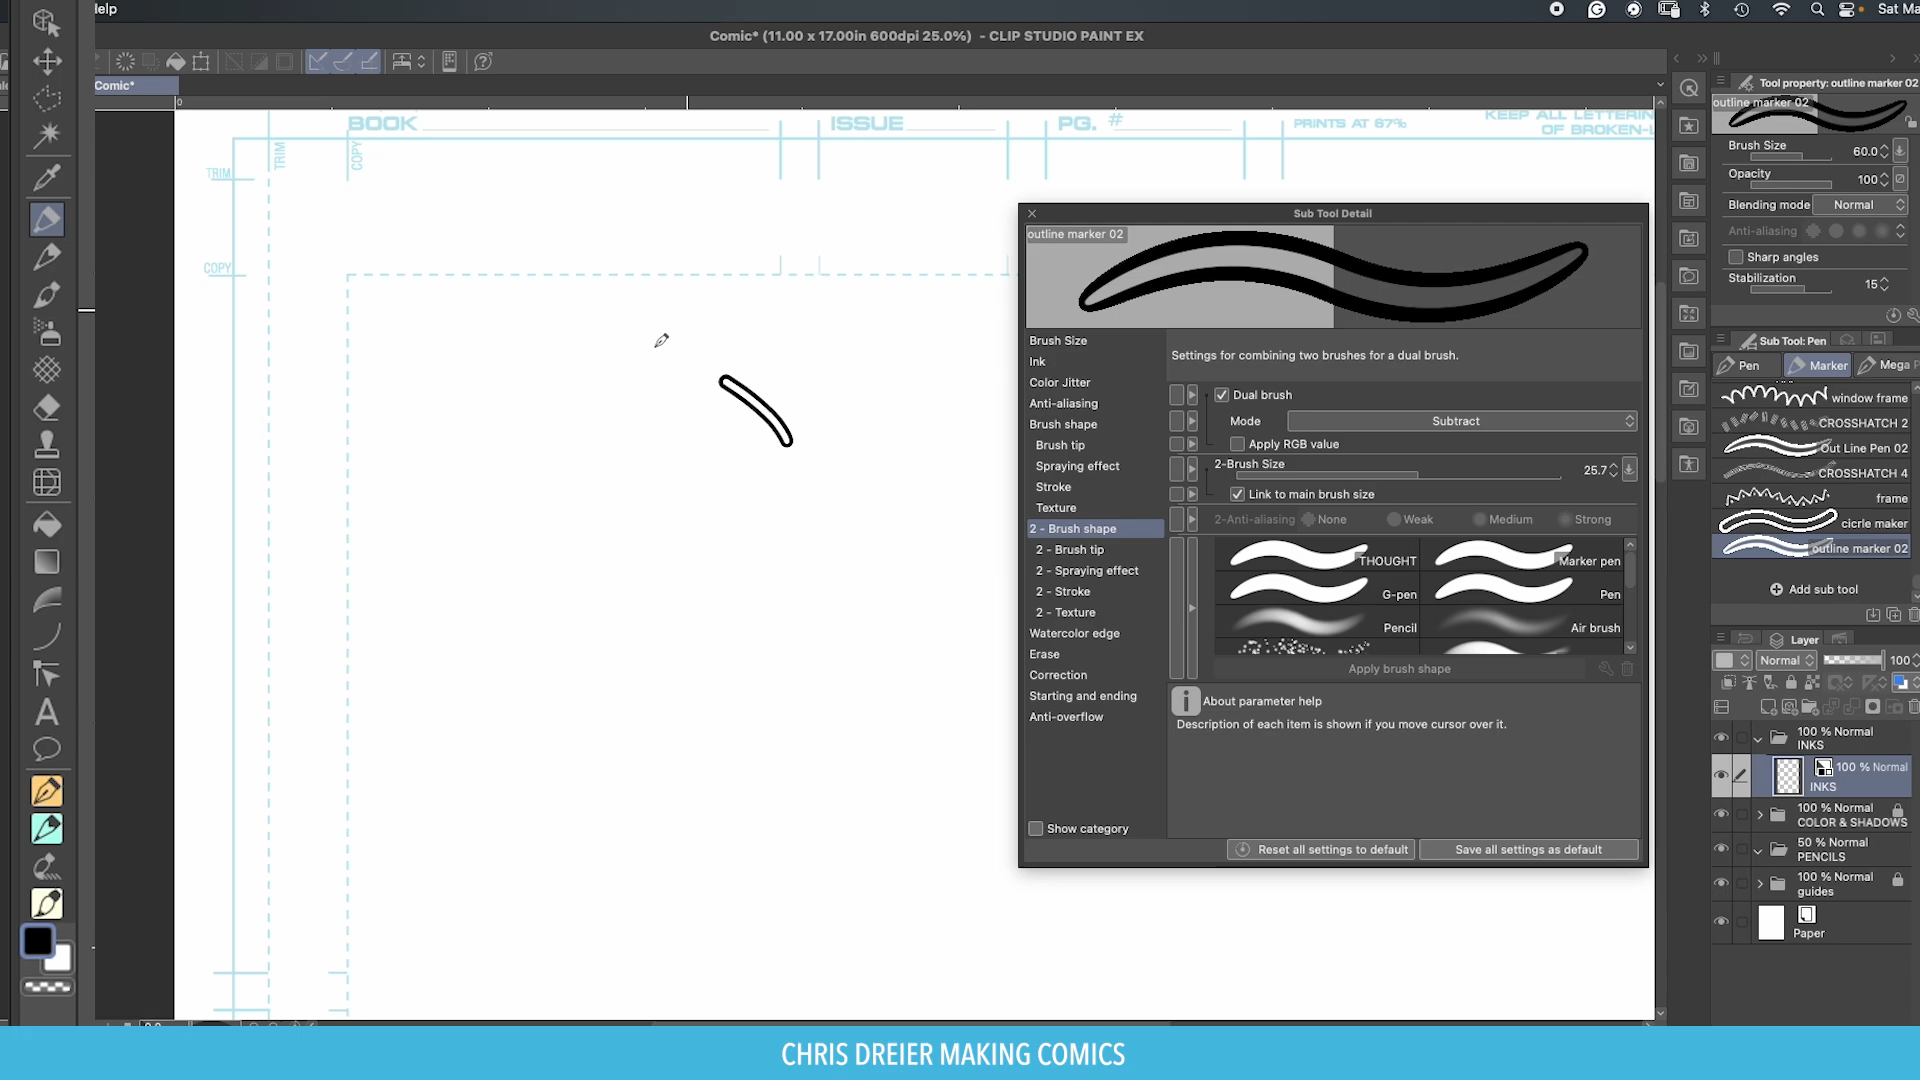 Help
Sat Ma
Comic* (11.00 x 17.00in 600dpi 25.0%) - CLIP STUDIO PAINT EX
Comic*
0
BOOK
ISSUE
PG. #
PRINTS AT 67%
KEEP ALL LETTERIN
OF BROKEN-L
TRIM
COPY
TRIM
COPY
Sub Tool Detail
outline marker 02
Brush Size
Ink
Color Jitter
Anti-aliasing
Brush shape
Brush tip
Spraying effect
Stroke
Texture
2 - Brush shape
2 - Brush tip
2 - Spraying effect
2 - Stroke
2 - Texture
Watercolor edge
Erase
Correction
Starting and ending
Anti-overflow
Show category
Settings for combining two brushes for a dual brush.
Dual brush
Mode Subtract
Apply RGB value
2-Brush Size 25.7
Link to main brush size
2-Anti-aliasing None Weak Medium Strong
THOUGHT Marker pen
G-pen Pen
Pencil Air brush
Apply brush shape
About parameter help
Description of each item is shown if you move cursor over it.
Reset all settings to default Save all settings as default
Tool property: outline marker 02
outline marker 02
Brush Size 60.0
Opacity 100
Blending mode Normal
Anti-aliasing
Sharp angles
Stabilization 15
Sub Tool: Pen
Pen Marker Mega P
window frame
CROSSHATCH 2
Out Line Pen 02
CROSSHATCH 4
frame
cicrle maker
outline marker 02
Add sub tool
Layer
Normal 100
100 % Normal
INKS
100 % Normal
INKS
100 % Normal
COLOR & SHADOWS
50 % Normal
PENCILS
100 % Normal
guides
Paper
CHRIS DREIER MAKING COMICS